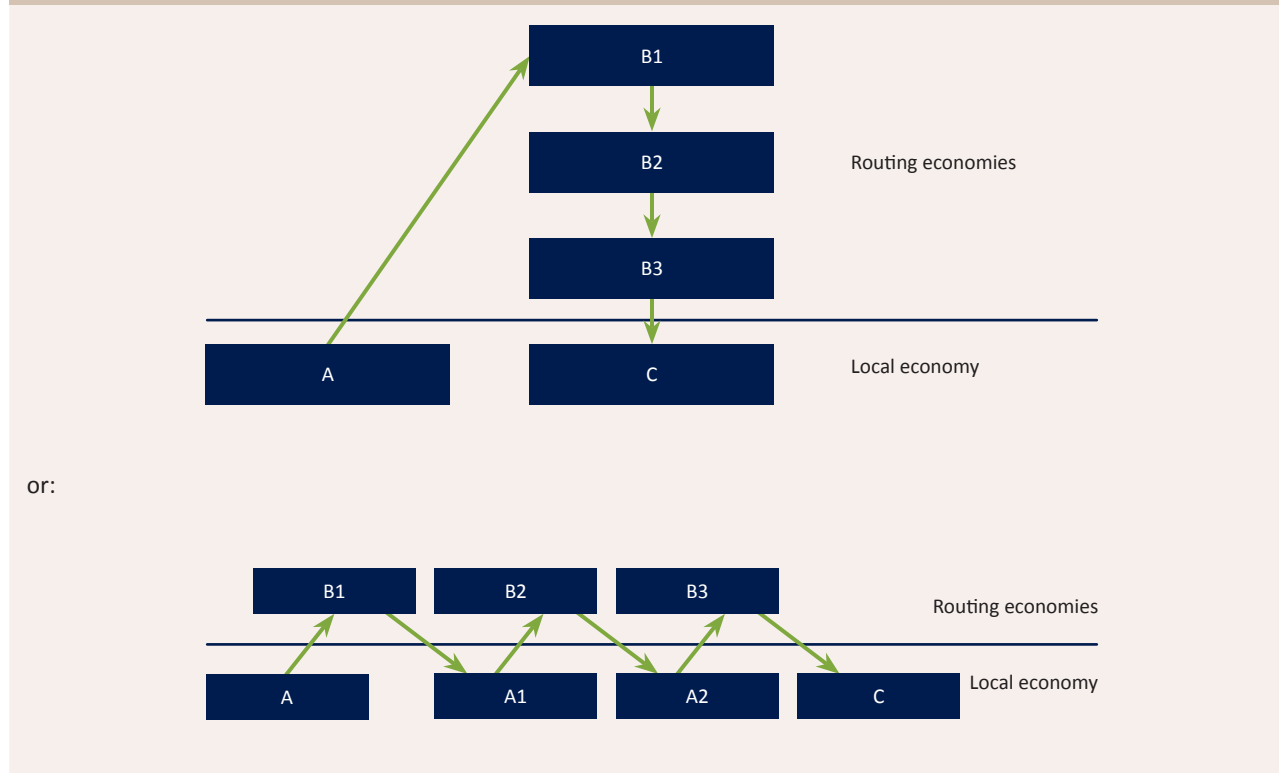 B1
B2
Routing economies
B3
A
C
Local economy
or:
B1
B2
B3
Routing economies
A
A1
A2
C
Local economy